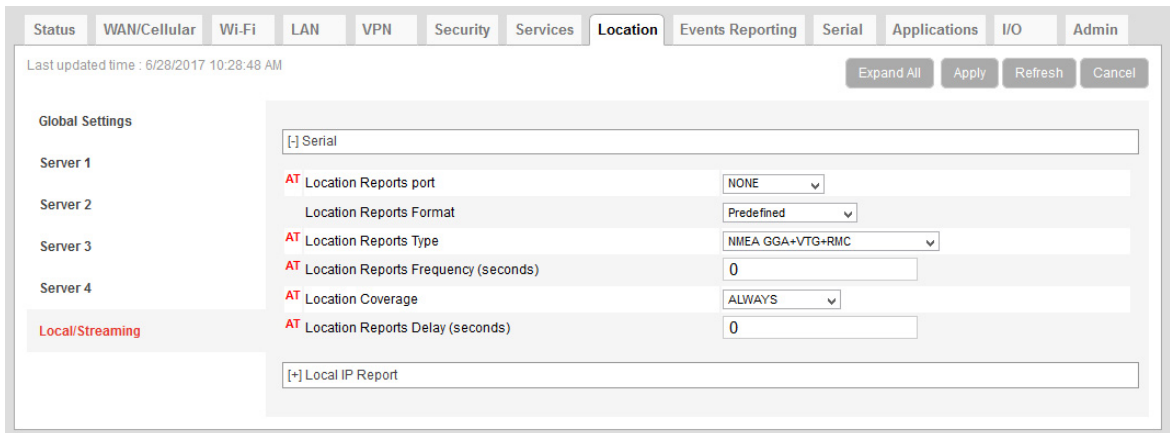 Status WAN/Cellular Wi-Fi LAN VPN Security Services Location Events Reporting Serial Applications I/O Admin
Last updated time : 6/28/2017 10:28:48 AM
Expand All Apply Refresh Cancel
Global Settings
Server 1
Server 2
Server 3
Server 4
Local/Streaming
[-] Serial
AT Location Reports port NONE
Location Reports Format Predefined
AT Location Reports Type NMEA GGA+VTG+RMC
AT Location Reports Frequency (seconds) 0
AT Location Coverage ALWAYS
AT Location Reports Delay (seconds) 0
[+] Local IP Report